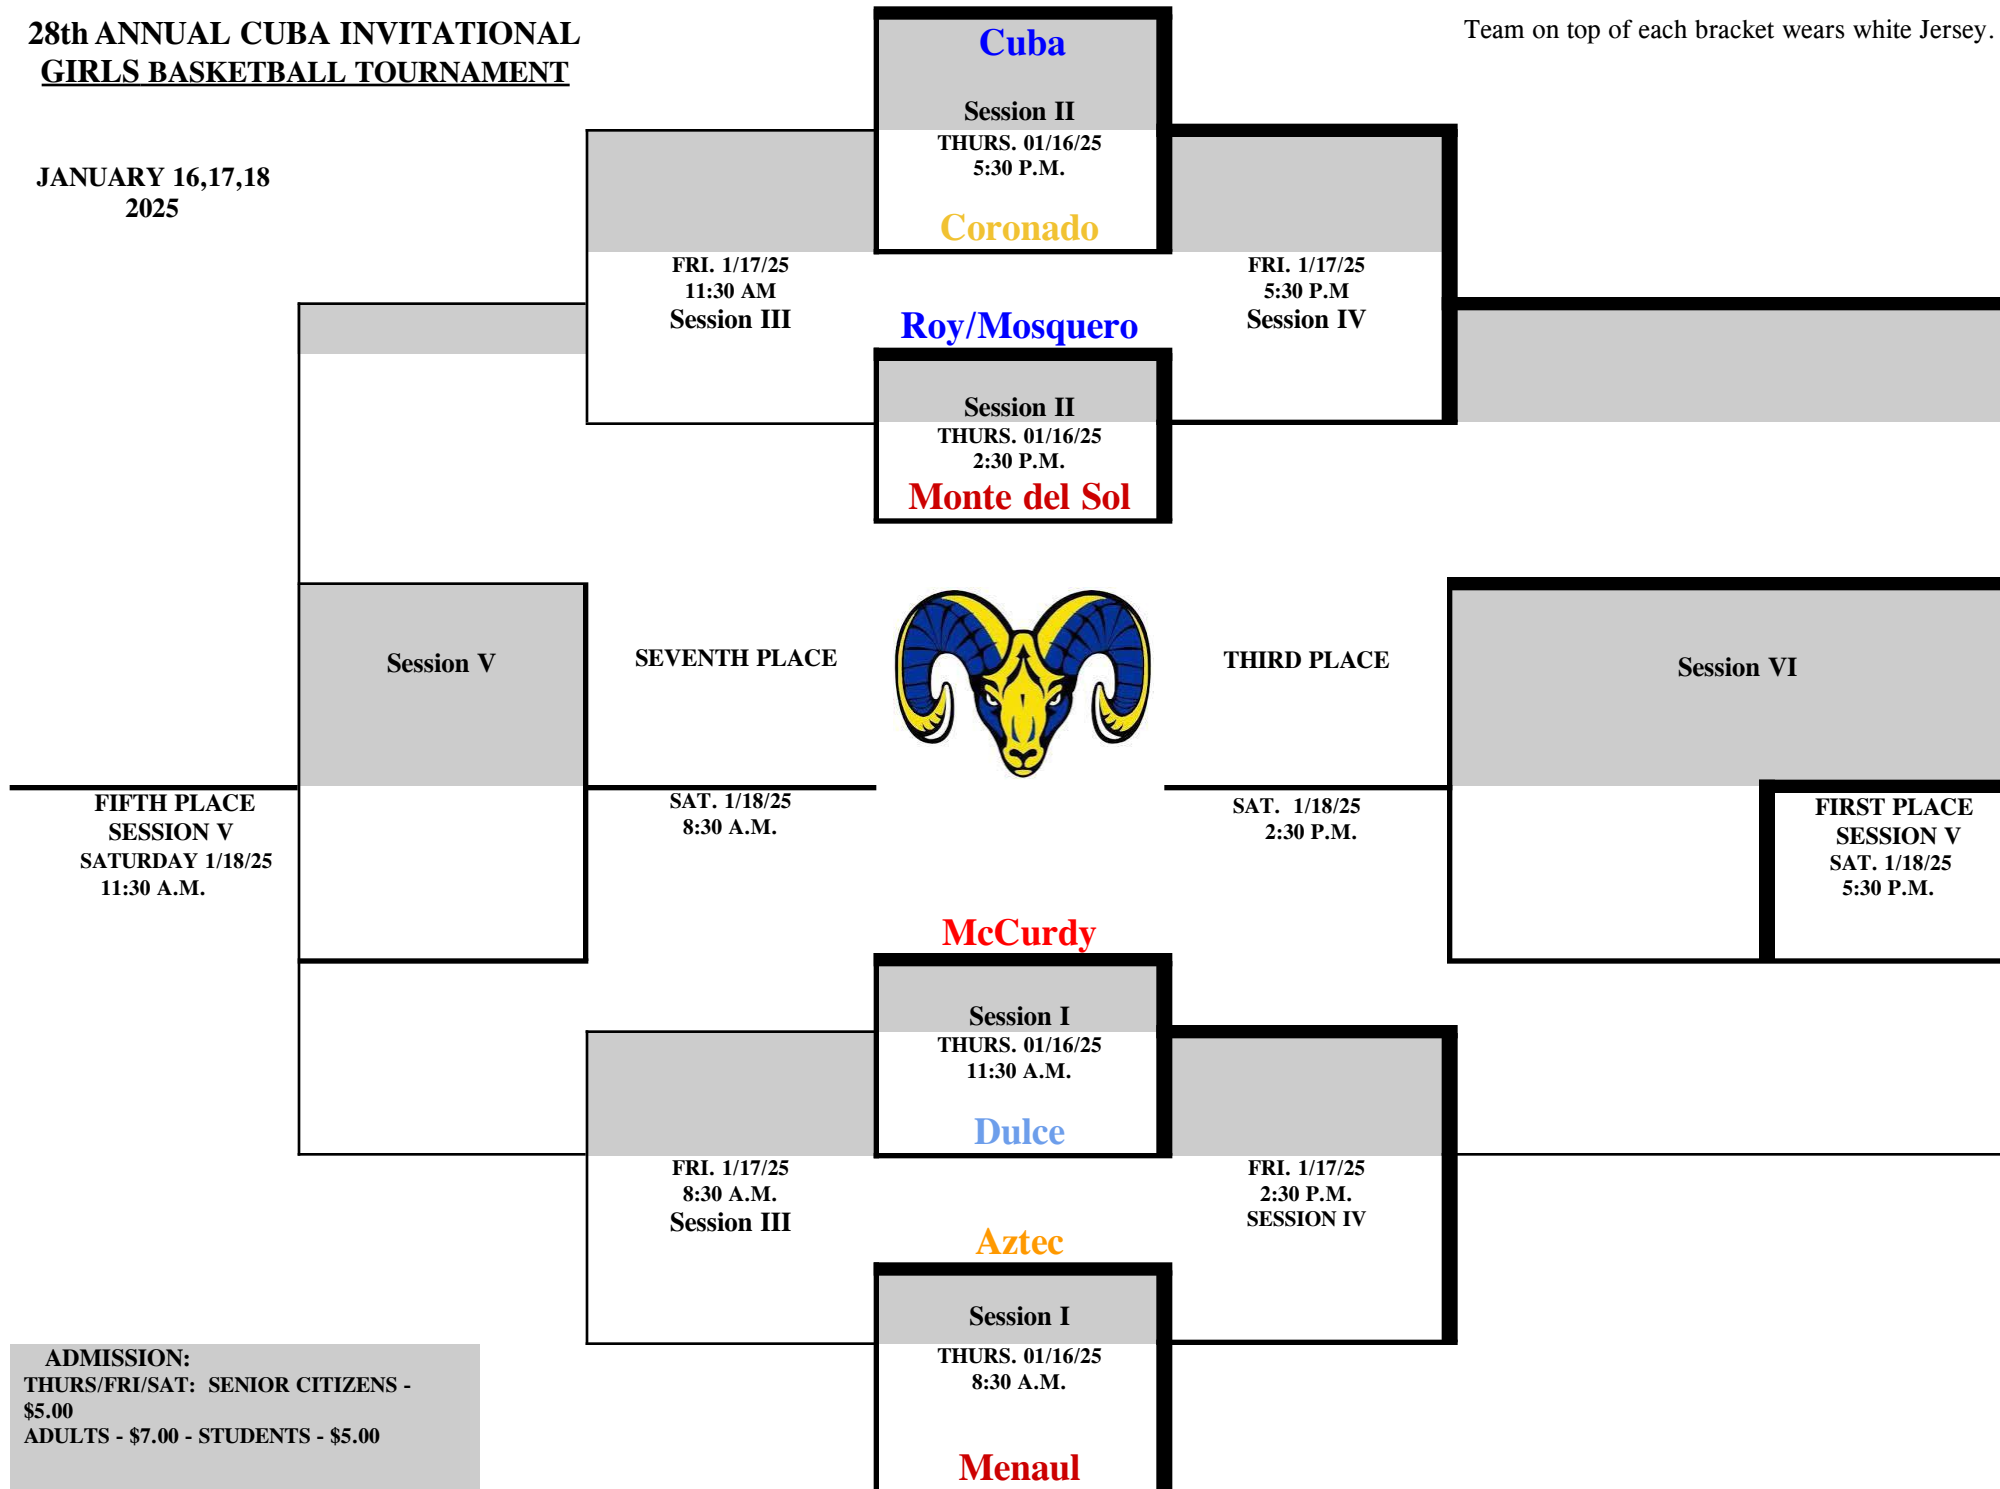 28th ANNUAL CUBA INVITATIONAL
GIRLS BASKETBALL TOURNAMENT
Team on top of each bracket wears white Jersey.
JANUARY 16,17,18
2025
Cuba
Session II
THURS. 01/16/25
5:30 P.M.
Coronado
FRI. 1/17/25
11:30 AM
Session III
FRI. 1/17/25
5:30 P.M
Session IV
Roy/Mosquero
Session II
THURS. 01/16/25
2:30 P.M.
Monte del Sol
Session V
SEVENTH PLACE
THIRD PLACE
Session VI
FIFTH PLACE
SESSION V
SATURDAY 1/18/25
11:30 A.M.
SAT. 1/18/25
8:30 A.M.
SAT. 1/18/25
2:30 P.M.
FIRST PLACE
SESSION V
SAT. 1/18/25
5:30 P.M.
McCurdy
Session I
THURS. 01/16/25
11:30 A.M.
Dulce
FRI. 1/17/25
8:30 A.M.
Session III
FRI. 1/17/25
2:30 P.M.
SESSION IV
Aztec
Session I
THURS. 01/16/25
8:30 A.M.
Menaul
ADMISSION:
THURS/FRI/SAT: SENIOR CITIZENS -
$5.00
ADULTS - $7.00 - STUDENTS - $5.00